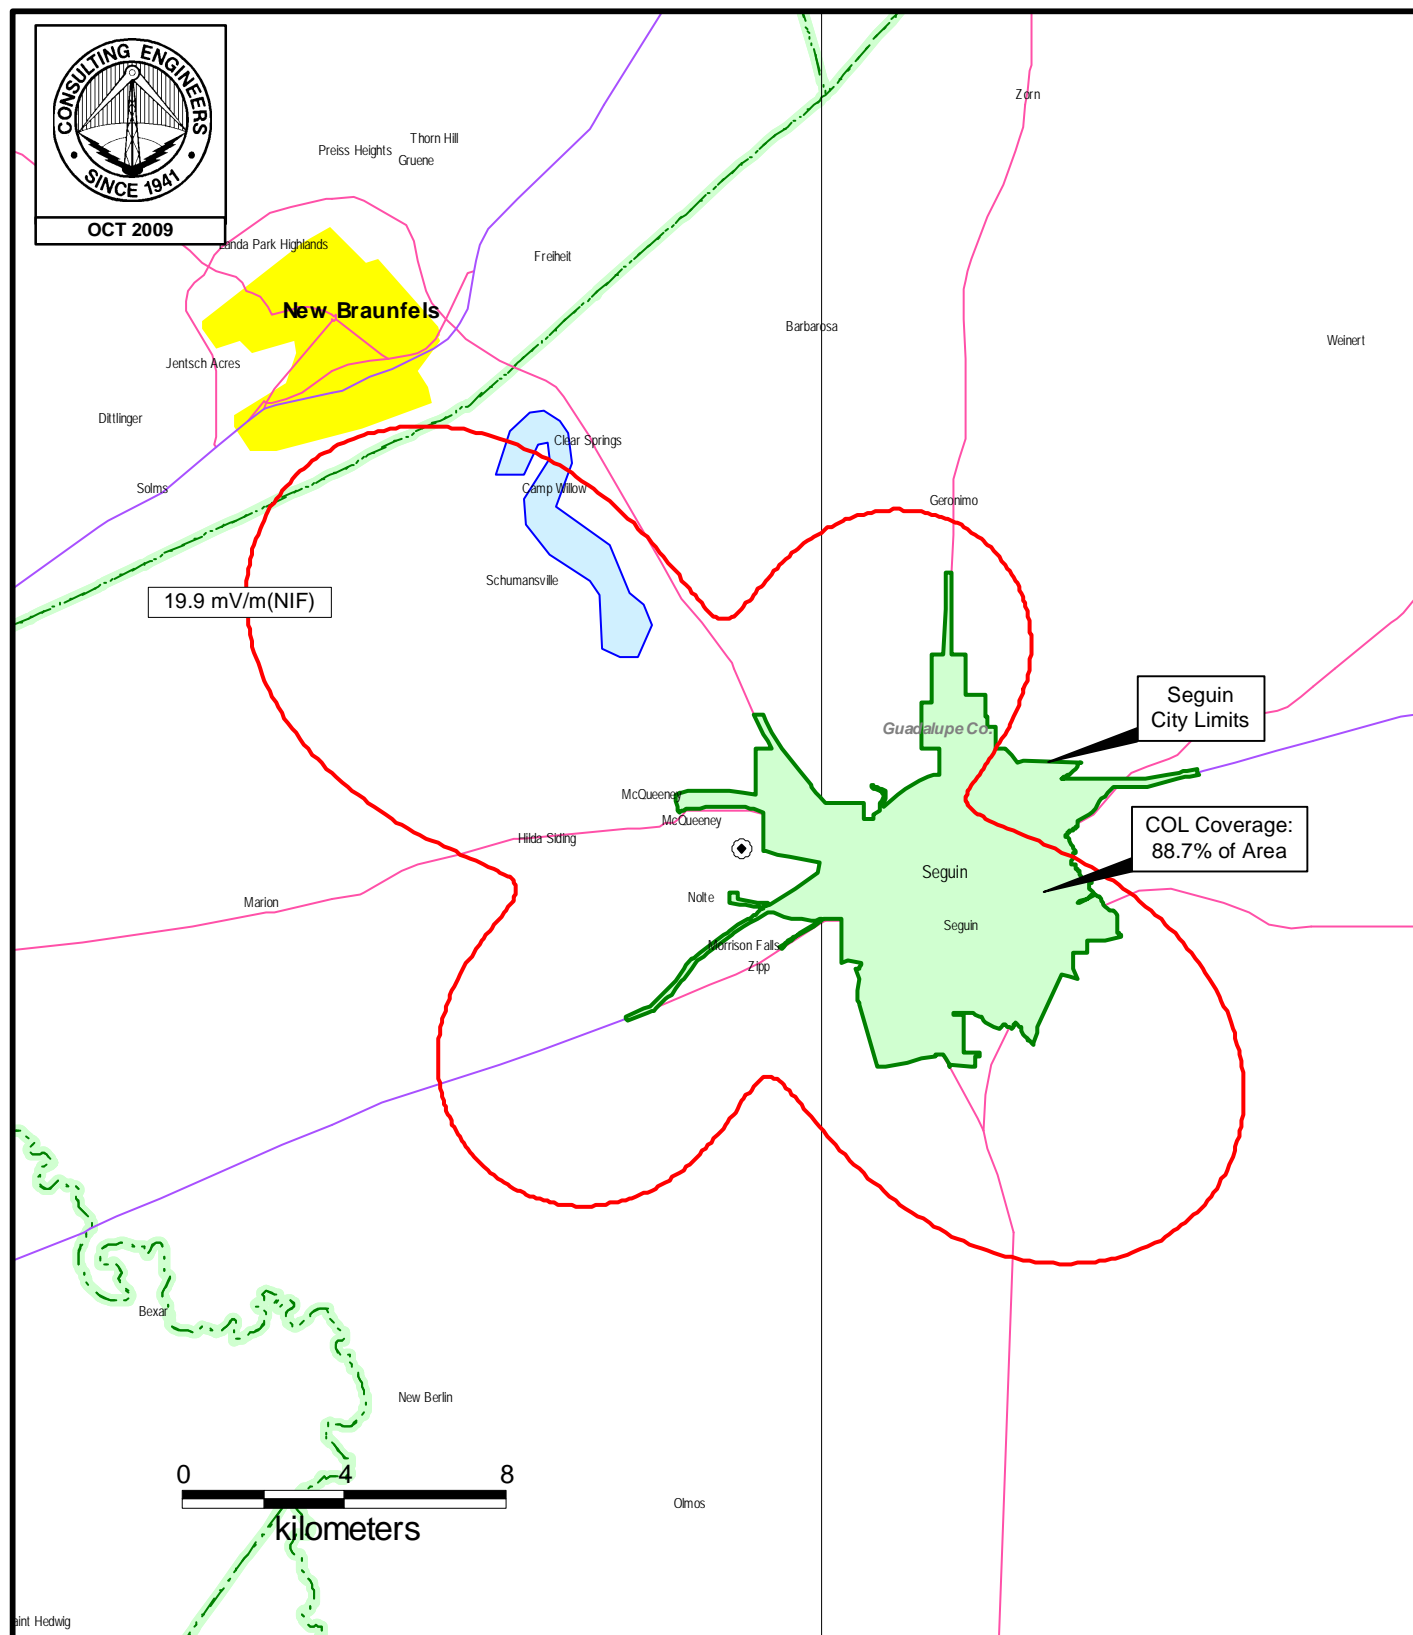 CONSULTING ENGINEERS
SINCE 1941
OCT 2009
Zorn
Thorn Hill
Preiss Heights
Gruene
Landa Park Highlands
Freiheit
New Braunfels
Barbarosa
Weinert
Jentsch Acres
Dittlinger
Clear Springs
Solms
Camp Willow
Geronimo
Schumansville
19.9 mV/m(NIF)
Seguin
City Limits
Guadalupe Co.
McQueeney
McQueeney
COL Coverage:
88.7% of Area
Hilda Siding
Seguin
Nolte
Marion
Seguin
Morrison Falls
Zipp
Bexar
New Berlin
0 4 8
kilometers
Olmos
aint Hedwig